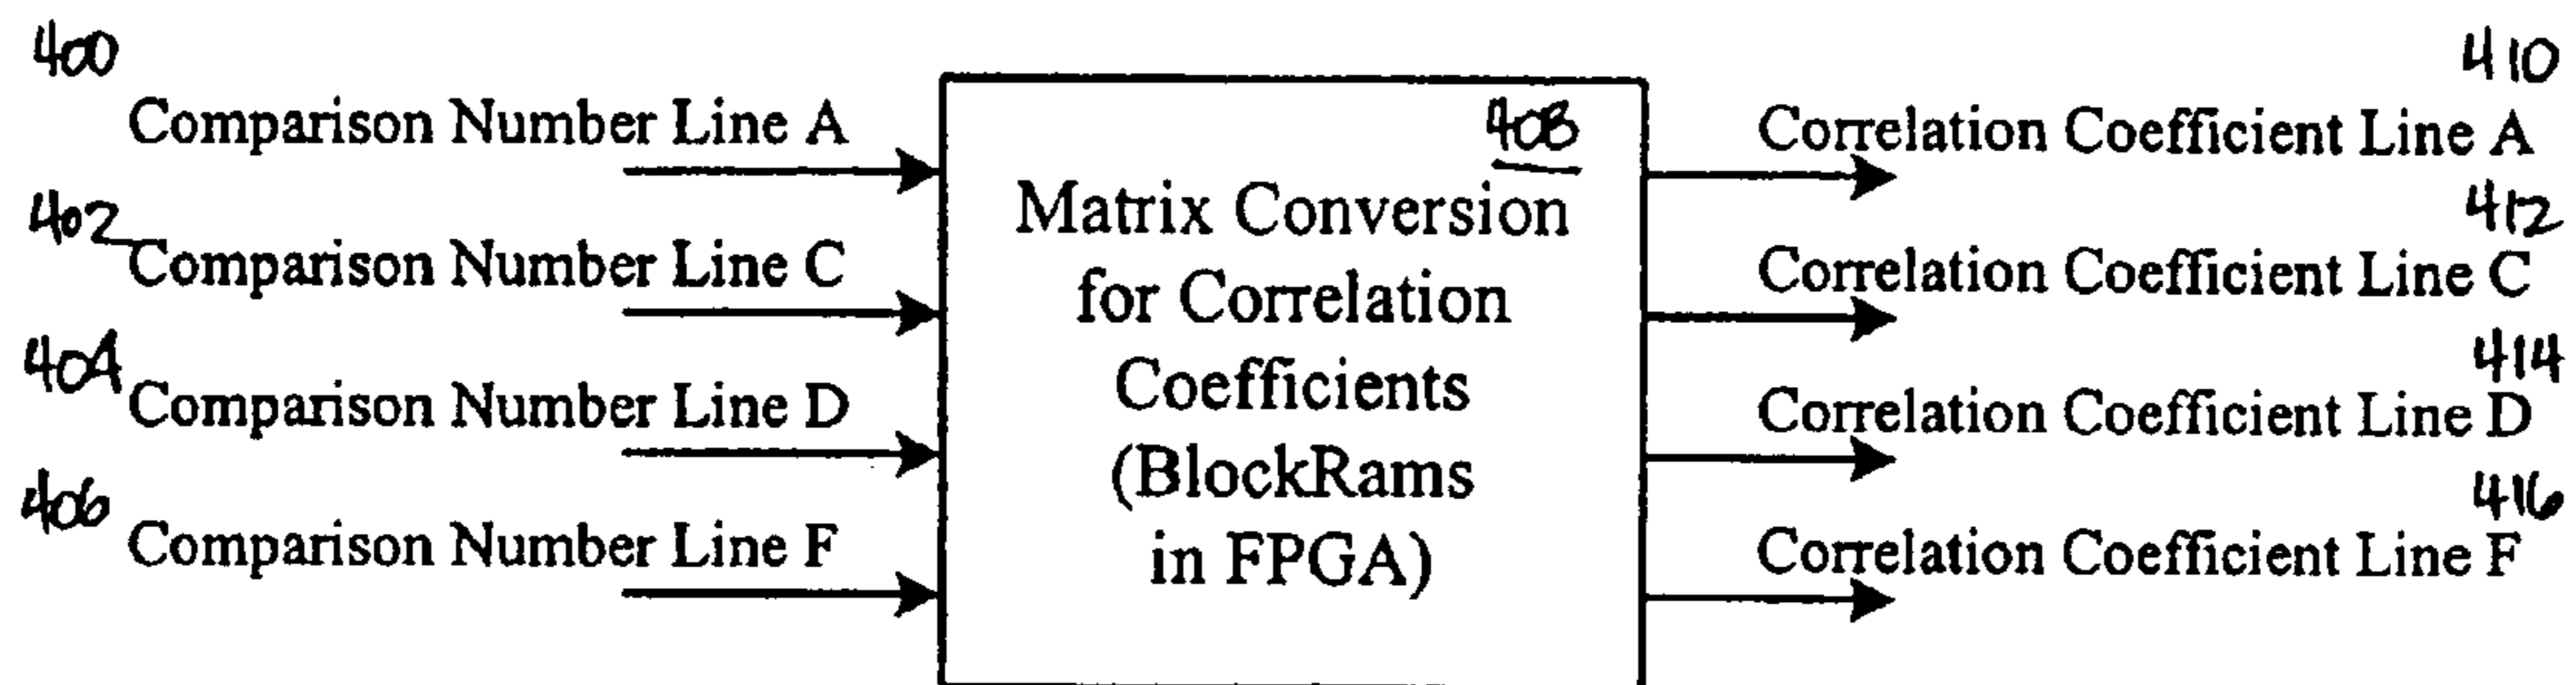 400
Comparison Number Line A
402
Comparison Number Line C
404
Comparison Number Line D
406
Comparison Number Line F
408
Matrix Conversion
for Correlation
Coefficients
(BlockRams
in FPGA)
410
Correlation Coefficient Line A
412
Correlation Coefficient Line C
414
Correlation Coefficient Line D
416
Correlation Coefficient Line F